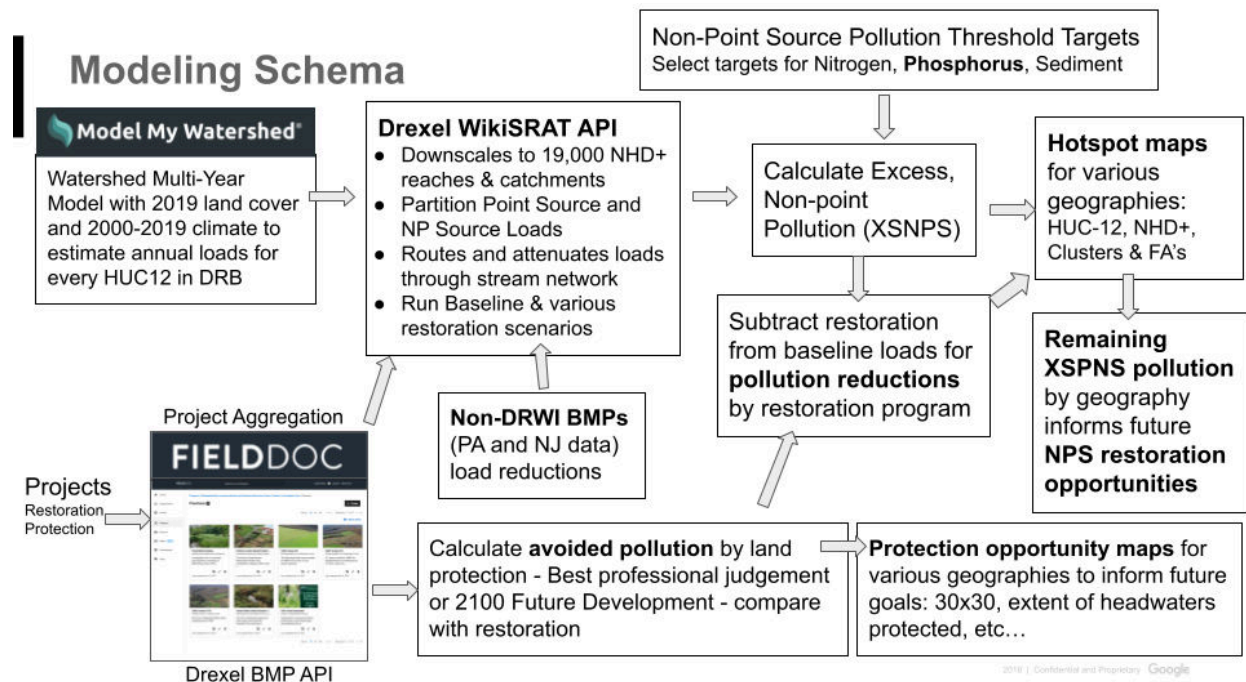 Modeling Schema
Non-Point Source Pollution Threshold Targets
Select targets for Nitrogen, Phosphorus, Sediment
Model My Watershed®
Watershed Multi-Year
Model with 2019 land cover
and 2000-2019 climate to
estimate annual loads for
every HUC12 in DRB
Drexel WikiSRAT API
● Downscales to 19,000 NHD+
reaches & catchments
● Partition Point Source and
NP Source Loads
● Routes and attenuates loads
through stream network
● Run Baseline & various
restoration scenarios
Calculate Excess,
Non-point
Pollution (XSNPS)
Hotspot maps
for various
geographies:
HUC-12, NHD+,
Clusters & FA's
Subtract restoration
from baseline loads for
pollution reductions
by restoration program
Remaining
XSPNS pollution
by geography
informs future
NPS restoration
opportunities
Non-DRWI BMPs
(PA and NJ data)
load reductions
Project Aggregation
FIELDDOC
Projects
Restoration
Protection
Drexel BMP API
Calculate avoided pollution by land
protection - Best professional judgement
or 2100 Future Development - compare
with restoration
Protection opportunity maps for
various geographies to inform future
goals: 30x30, extent of headwaters
protected, etc…
2018 | Confidential and Proprietary Google